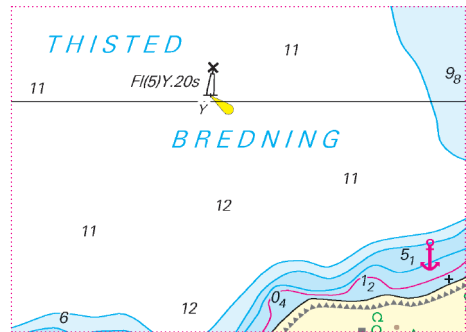 THISTED
11
Fl(5)Y.20s
9₈
11
Y
BREDNING
11
12
11
5₁
1₂
0₄
12
6